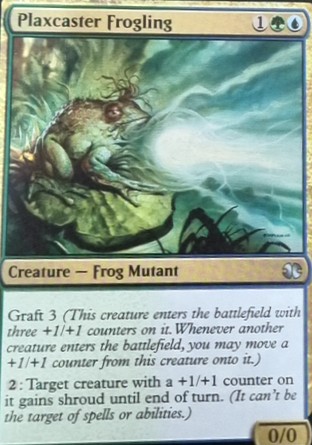 Plaxcaster Frogling 1
Creature — Frog Mutant
Graft 3 (This creature enters the battlefield with
three +1/+1 counters on it. Whenever another
creature enters the battlefield, you may move a
+1/+1 counter from this creature onto it.)
2: Target creature with a +1/+1 counter on
it gains shroud until end of turn. (It can't be
the target of spells or abilities.)
0/0